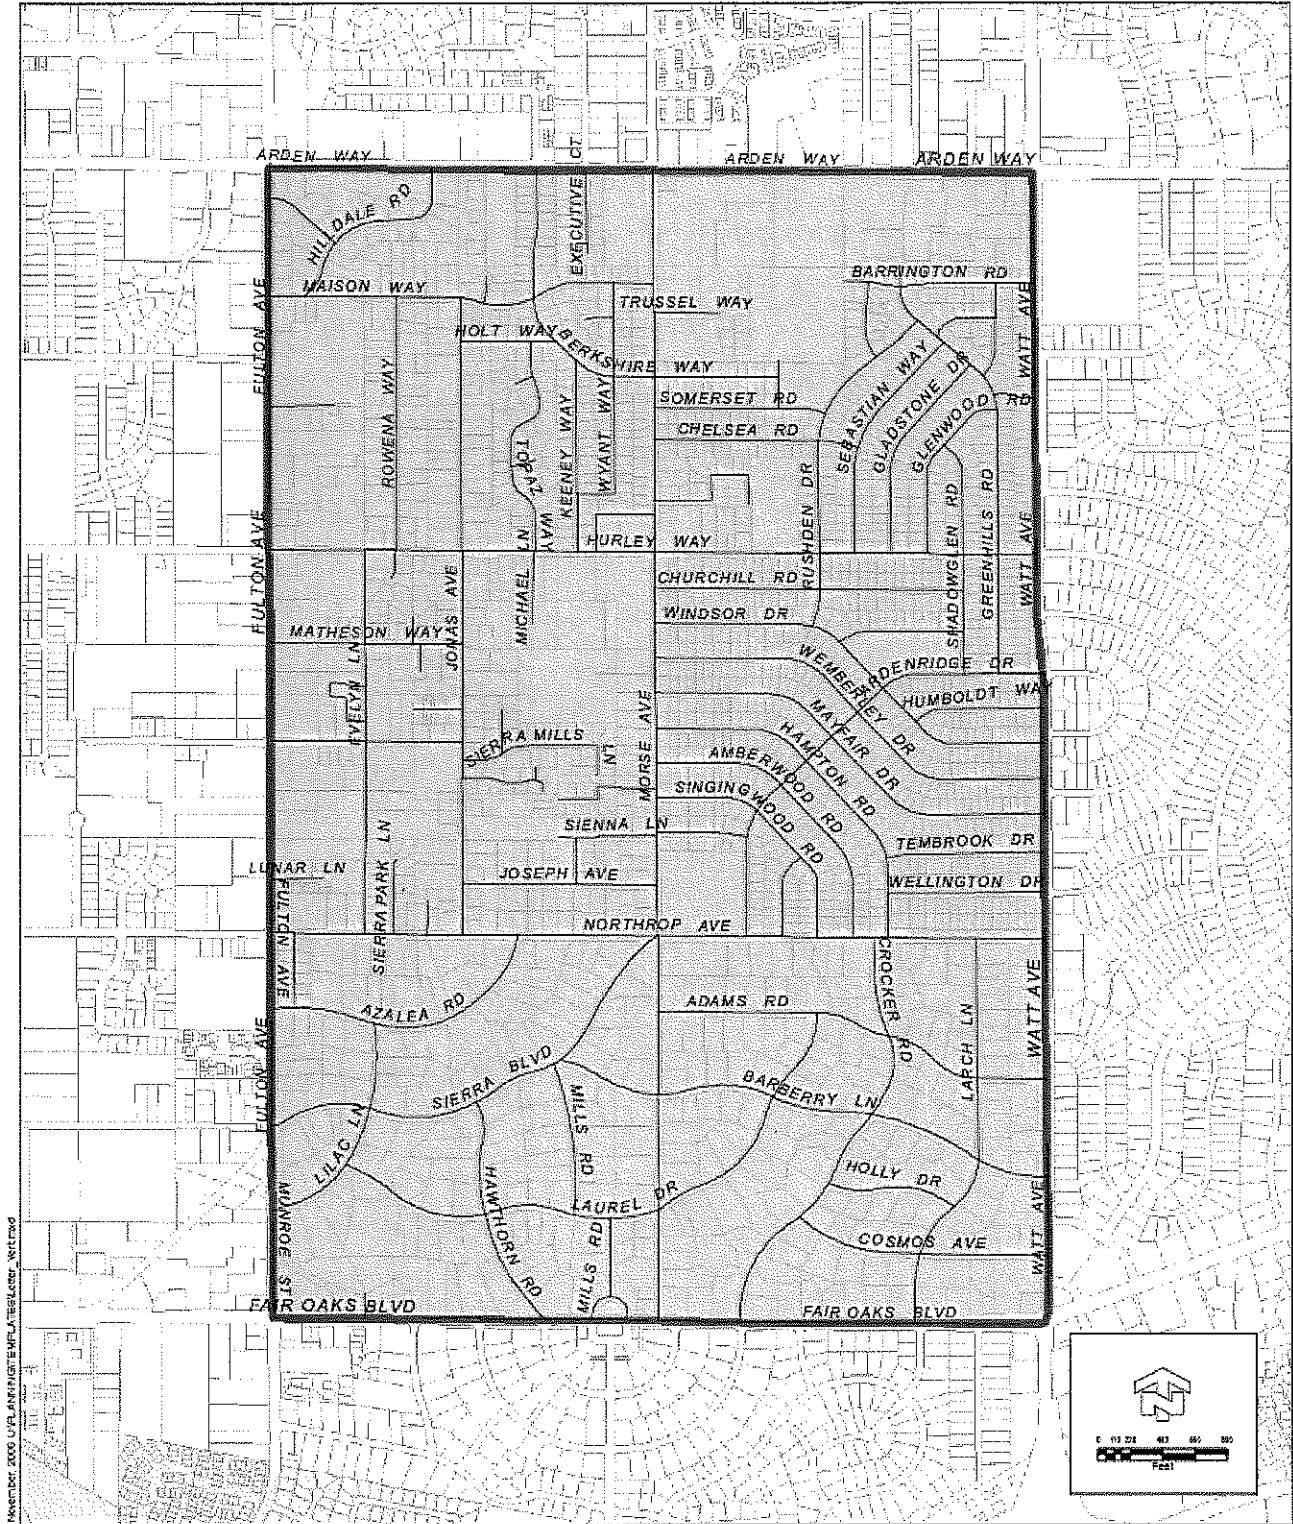 ARDEN WAY
ARDEN WAY
ARDEN WAY
EXECUTIVE CT
HILLDALE RD
MAISON WAY
BARRINGTON RD
TRUSSEL WAY
HOLT WAY
BERKSHIRE WAY
FULTON AVE
WATT AVE
ROWENA WAY
KEENEY WAY
WYANT WAY
TOPAZ WAY
SOMERSET RD
CHELSEA RD
SEBASTIAN WAY
GLADSTONE DR
GLENWOOD RD
RUSHDEN DR
SHADOWGLEN RD
GREENHILLS RD
HURLEY WAY
FULTON AVE
WATT AVE
JONAS AVE
MICHAEL LN
CHURCHILL RD
WINDSOR DR
MATHESON WAY
EVELYN LN
WEMBERLEY DR
ARDENRIDGE DR
HUMBOLDT WAY
MORSE AVE
SIERRA MILLS
LN
MAYFAIR DR
HAMPTON RD
AMBERWOOD RD
SINGINGWOOD RD
SIENNA LN
TEMBROOK DR
LUNAR LN
SIERRA PARK LN
JOSEPH AVE
WELLINGTON DR
NORTHROP AVE
FULTON AVE
AZALEA RD
ADAMS RD
CROCKER RD
LARCH LN
WATT AVE
FULTON AVE
SIERRA BLVD
MILLS RD
BARBERRY LN
LILAC LN
HAWTHORN RD
LAUREL DR
HOLLY DR
MUNROE ST
MILLS RD
COSMOS AVE
WATT AVE
FAIR OAKS BLVD
FAIR OAKS BLVD
Feet